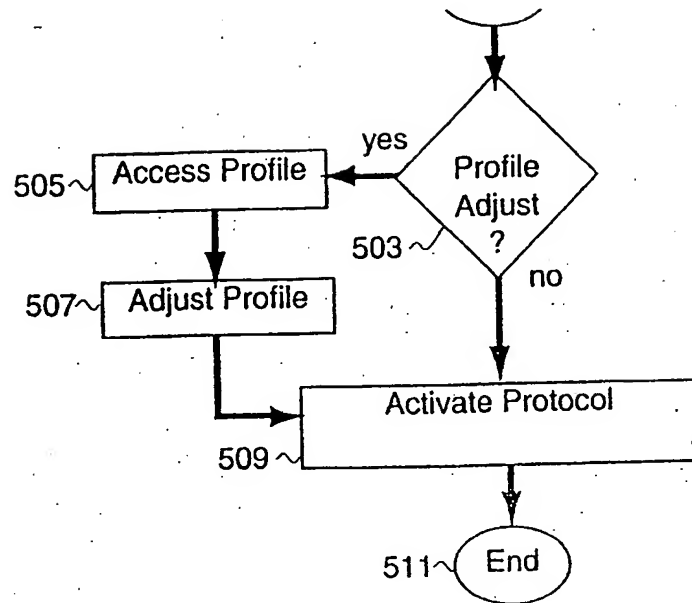 yes
Profile
Adjust
?
503
no
505
Access Profile
507
Adjust Profile
Activate Protocol
509
511
End